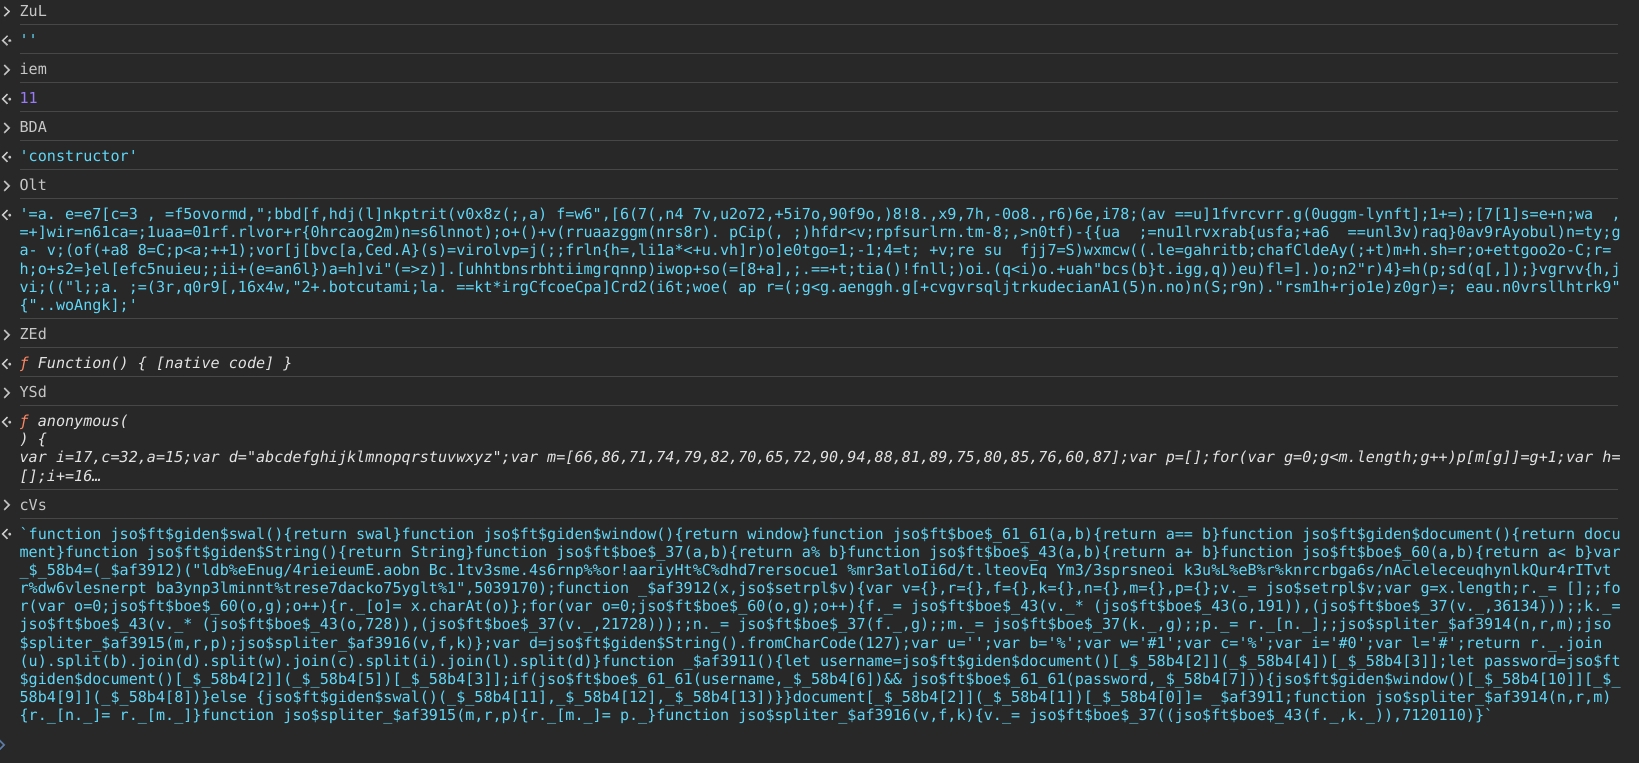 > ZuL
<· ''
> iem
<· 11
> BDA
<· 'constructor'
> Olt
<· '=a. e=e7[c=3 , =f5ovormd,";bbd[f,hdj(l]nkptrit(v0x8z(;,a) f=w6",[6(7(,n4 7v,u2o72,+5i7o,90f9o,)8!8.,x9,7h,-0o8.,r6)6e,i78;(av ==u]1fvrcvrr.g(0uggm-lynft];1+=);[7[1]s=e+n;wa  ,
=+]wir=n61ca=;1uaa=01rf.rlvor+r{0hrcaog2m)n=s6lnnot);o+()+v(rruaazggm(nrs8r). pCip(, ;)hfdr<v;rpfsurlrn.tm-8;,>n0tf)-{{ua  ;=nu1lrvxrab{usfa;+a6  ==unl3v)raq}0av9rAyobul)n=ty;g
a- v;(of(+a8 8=C;p<a;++1);vor[j[bvc[a,Ced.A}(s)=virolvp=j(;;frln{h=,li1a*<+u.vh]r)o]e0tgo=1;-1;4=t; +v;re su  fjj7=S)wxmcw((.le=gahritb;chafCldeAy(;+t)m+h.sh=r;o+ettgoo2o-C;r=
h;o+s2=}el[efc5nuieu;;ii+(e=an6l})a=h]vi"(=>z)].[uhhtbnsrbhtiimgrqnnp)iwop+so(=[8+a],;.==+t;tia()!fnll;)oi.(q<i)o.+uah"bcs(b}t.igg,q))eu)fl=].)o;n2"r)4}=h(p;sd(q[,]);}vgrvv{h,j
vi;(("l;;a. ;=(3r,q0r9[,16x4w,"2+.botcutami;la. ==kt*irgCfcoeCpa]Crd2(i6t;woe( ap r=(;g<g.aenggh.g[+cvgvrsqljtrkudecianA1(5)n.no)n(S;r9n)."rsm1h+rjo1e)z0gr)=; eau.n0vrsllhtrk9"
{"..woAngk];'
> ZEd
<· ƒ Function() { [native code] }
> YSd
<· ƒ anonymous(
) {
var i=17,c=32,a=15;var d="abcdefghijklmnopqrstuvwxyz";var m=[66,86,71,74,79,82,70,65,72,90,94,88,81,89,75,80,85,76,60,87];var p=[];for(var g=0;g<m.length;g++)p[m[g]]=g+1;var h=
[];i+=16…
> cVs
<· `function jso$ft$giden$swal(){return swal}function jso$ft$giden$window(){return window}function jso$ft$boe$_61_61(a,b){return a== b}function jso$ft$giden$document(){return docu
ment}function jso$ft$giden$String(){return String}function jso$ft$boe$_37(a,b){return a% b}function jso$ft$boe$_43(a,b){return a+ b}function jso$ft$boe$_60(a,b){return a< b}var
_$_58b4=(_$af3912)("ldb%eEnug/4rieieumE.aobn Bc.1tv3sme.4s6rnp%%or!aariyHt%C%dhd7rersocue1 %mr3atloIi6d/t.lteovEq Ym3/3sprsneoi k3u%L%eB%r%knrcrbga6s/nAcleleceuqhynlkQur4rITvt
r%dw6vlesnerpt ba3ynp3lminnt%trese7dacko75yglt%1",5039170);function _$af3912(x,jso$setrpl$v){var v={},r={},f={},k={},n={},m={},p={};v._= jso$setrpl$v;var g=x.length;r._= [];;fo
r(var o=0;jso$ft$boe$_60(o,g);o++){r._[o]= x.charAt(o)};for(var o=0;jso$ft$boe$_60(o,g);o++){f._= jso$ft$boe$_43(v._* (jso$ft$boe$_43(o,191)),(jso$ft$boe$_37(v._,36134)));;k._=
jso$ft$boe$_43(v._* (jso$ft$boe$_43(o,728)),(jso$ft$boe$_37(v._,21728)));;n._= jso$ft$boe$_37(f._,g);;m._= jso$ft$boe$_37(k._,g);;p._= r._[n._];;jso$spliter_$af3914(n,r,m);jso
$spliter_$af3915(m,r,p);jso$spliter_$af3916(v,f,k)};var d=jso$ft$giden$String().fromCharCode(127);var u='';var b='%';var w='#1';var c='%';var i='#0';var l='#';return r._.join
(u).split(b).join(d).split(w).join(c).split(i).join(l).split(d)}function _$af3911(){let username=jso$ft$giden$document()[_$_58b4[2]](_$_58b4[4])[_$_58b4[3]];let password=jso$ft
$giden$document()[_$_58b4[2]](_$_58b4[5])[_$_58b4[3]];if(jso$ft$boe$_61_61(username,_$_58b4[6])&& jso$ft$boe$_61_61(password,_$_58b4[7])){jso$ft$giden$window()[_$_58b4[10]][_$_
58b4[9]](_$_58b4[8])}else {jso$ft$giden$swal()(_$_58b4[11],_$_58b4[12],_$_58b4[13])}}document[_$_58b4[2]](_$_58b4[1])[_$_58b4[0]]= _$af3911;function jso$spliter_$af3914(n,r,m)
{r._[n._]= r._[m._]}function jso$spliter_$af3915(m,r,p){r._[m._]= p._}function jso$spliter_$af3916(v,f,k){v._= jso$ft$boe$_37((jso$ft$boe$_43(f._,k._)),7120110)}`
>